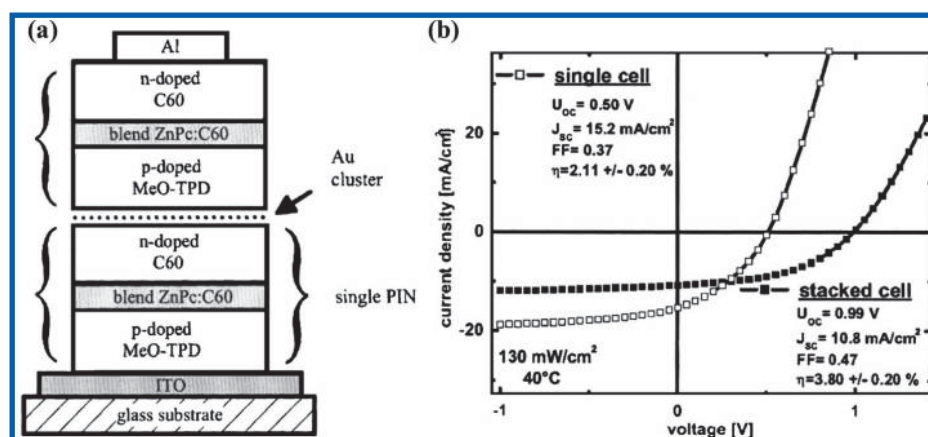 (a)
Al
n-doped
C60
blend ZnPc:C60
p-doped
MeO-TPD
Au
cluster
n-doped
C60
blend ZnPc:C60
p-doped
MeO-TPD
single PIN
ITO
glass substrate
(b)
current density [mA/cm²]
20
0
-20
single cell
U_OC= 0.50 V
J_SC= 15.2 mA/cm²
FF= 0.37
η=2.11 +/- 0.20 %
stacked cell
U_OC= 0.99 V
J_SC= 10.8 mA/cm²
FF= 0.47
η=3.80 +/- 0.20 %
130 mW/cm²
40°C
-1
0
1
voltage [V]